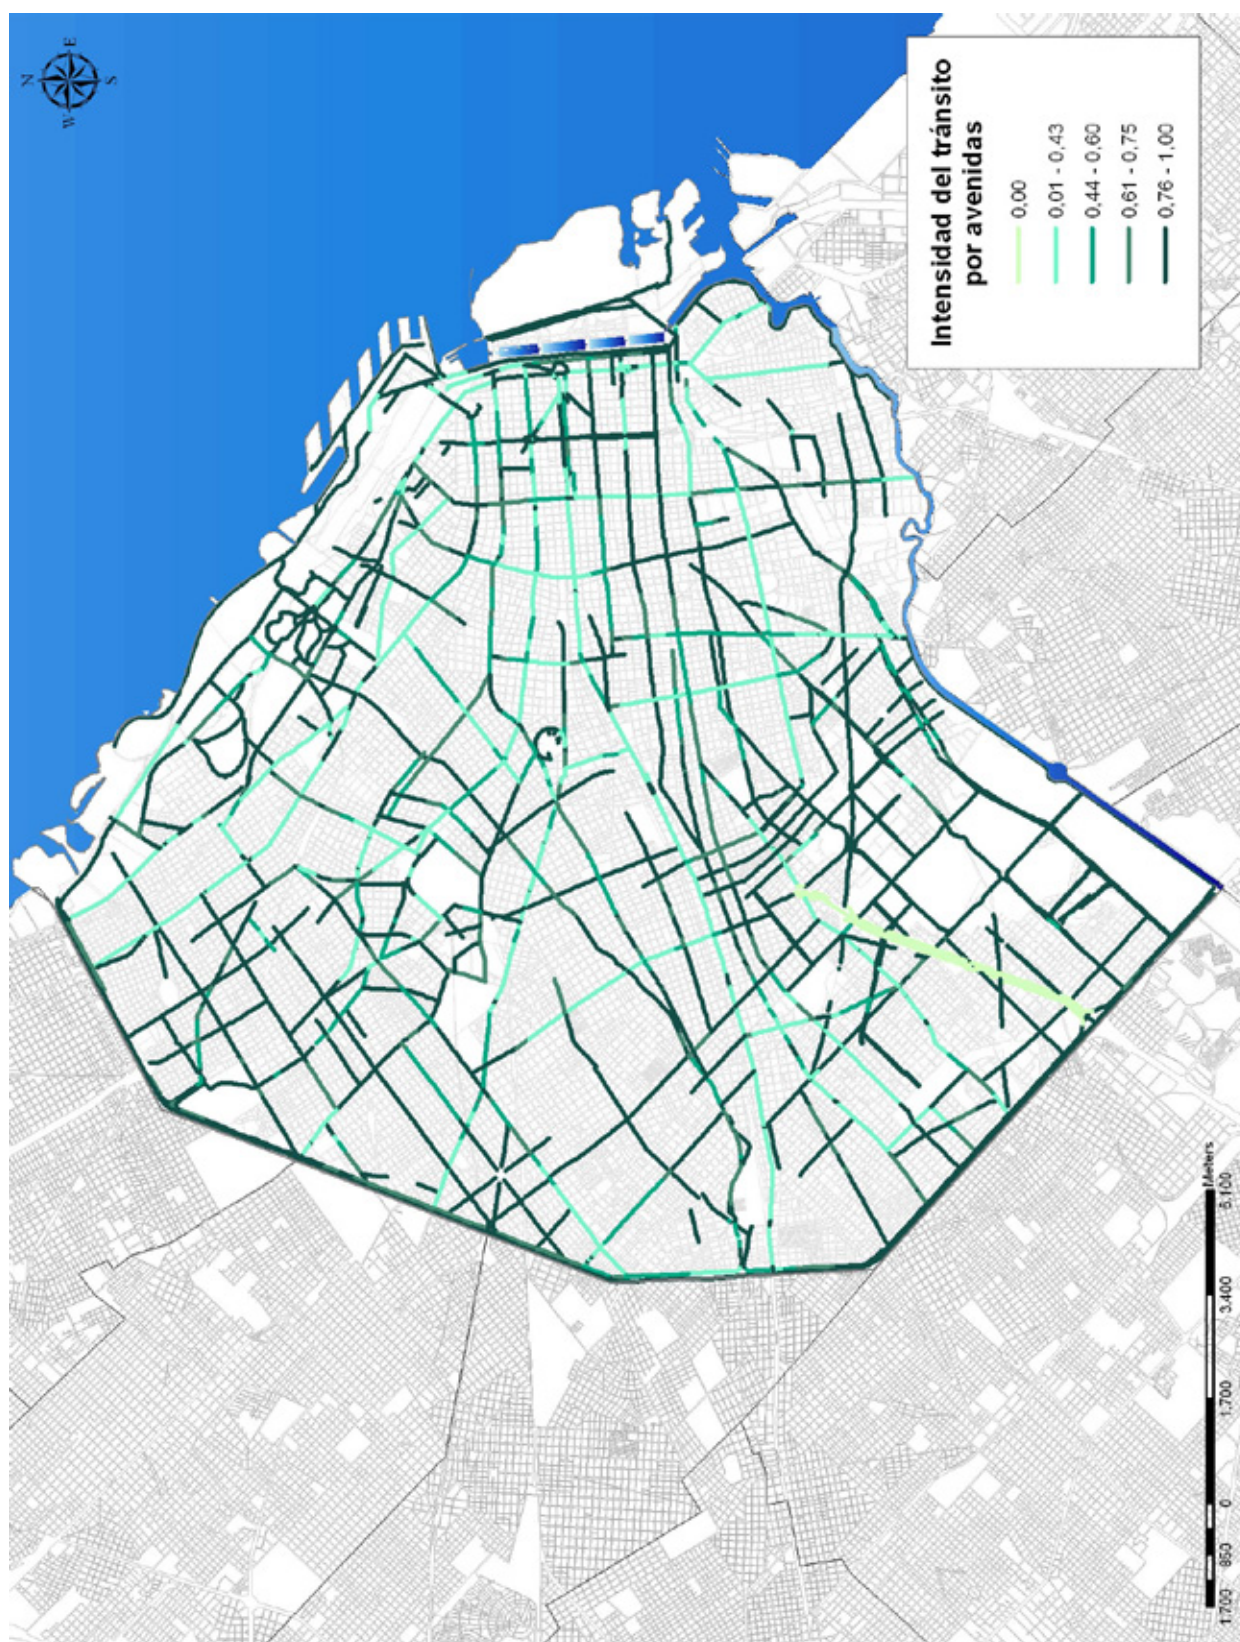 N
E
W
S
Intensidad del tránsito
por avenidas
0,00
0,01 - 0,43
0,44 - 0,60
0,61 - 0,75
0,76 - 1,00
1.700 850 0 1.700 3.400 5.100
Meters